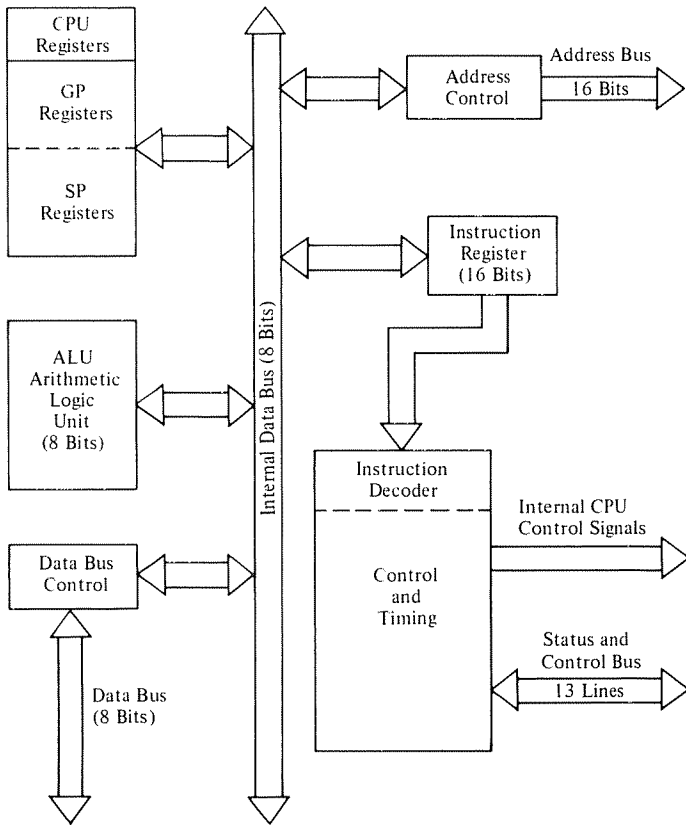 CPU
Registers
GP
Registers
SP
Registers
ALU
Arithmetic
Logic
Unit
(8 Bits)
Data Bus
Control
Data Bus
(8 Bits)
Internal Data Bus (8 Bits)
Address
Control
Address Bus
16 Bits
Instruction
Register
(16 Bits)
Instruction
Decoder
Control
and
Timing
Internal CPU
Control Signals
Status and
Control Bus
13 Lines